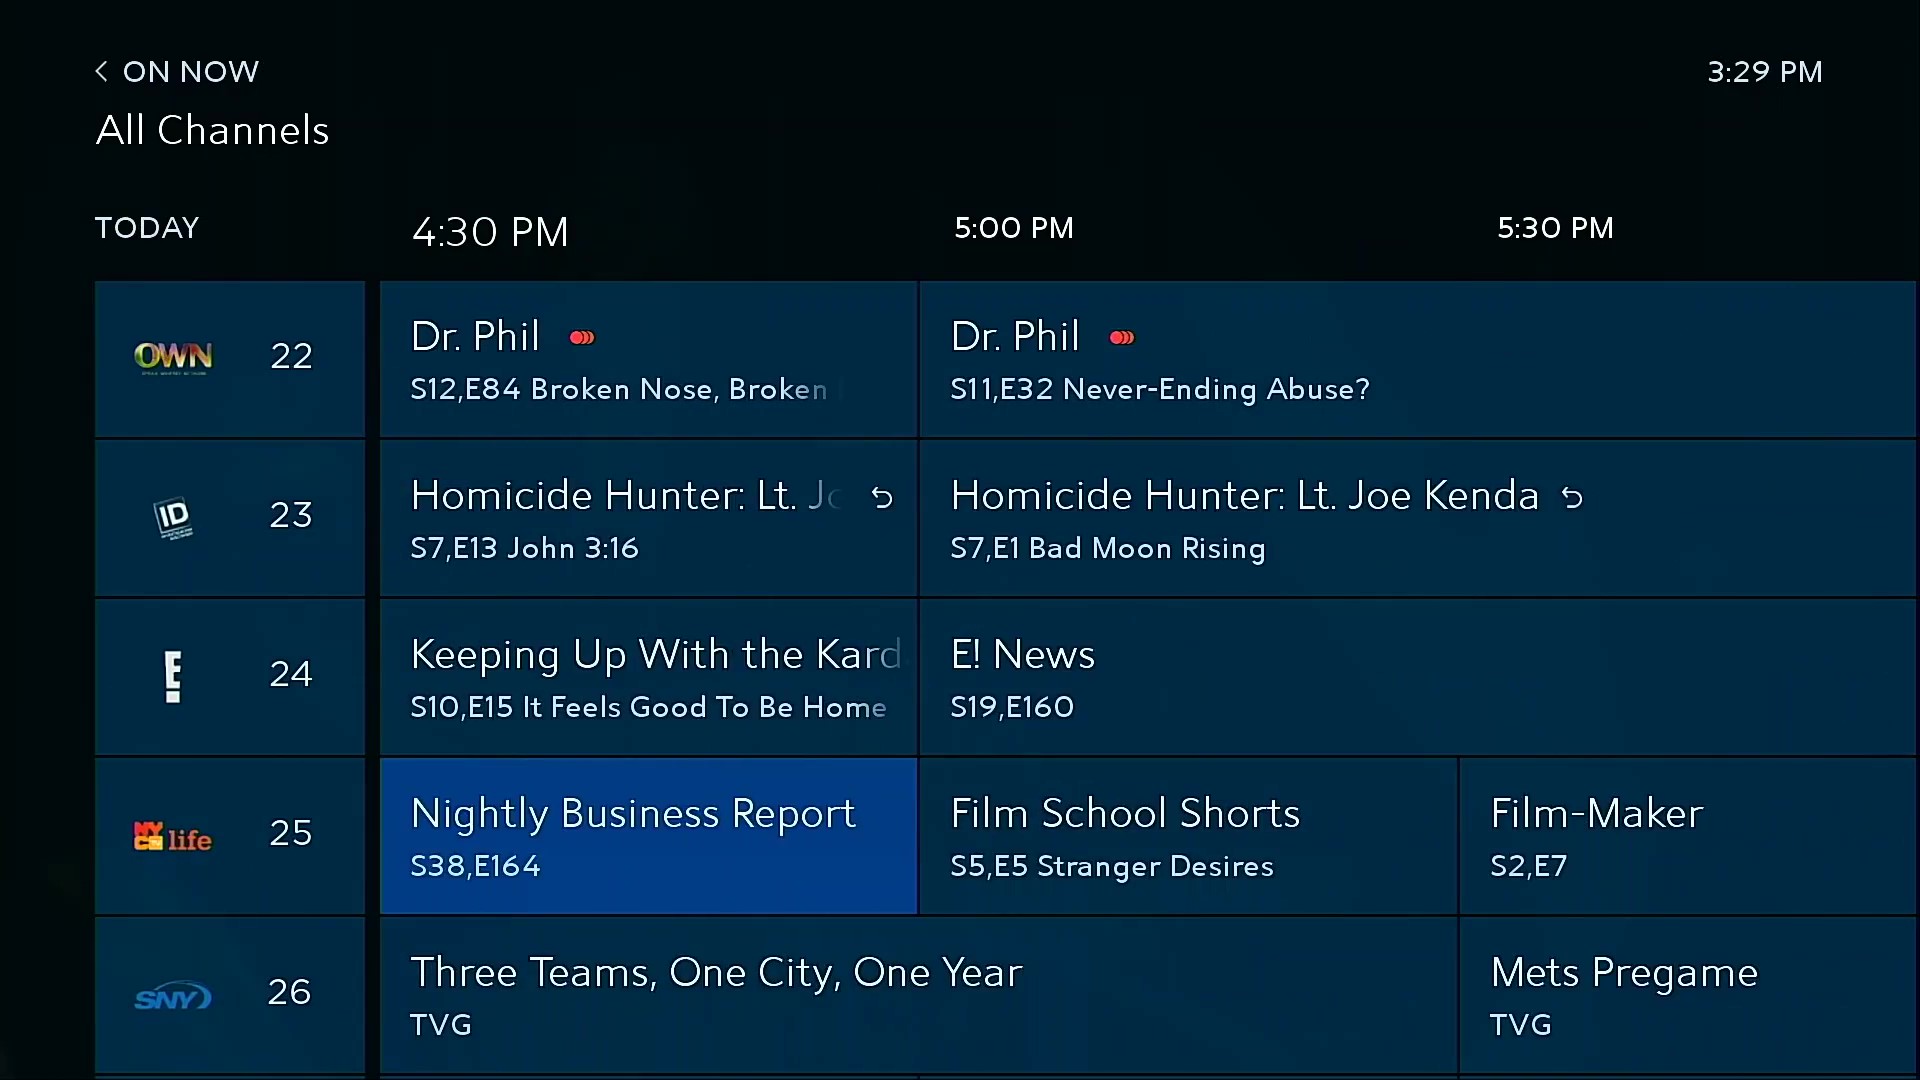 < ON NOW
3:29 PM
All Channels
TODAY
4:30 PM
5:00 PM
5:30 PM
OWN
22
Dr. Phil
S12,E84 Broken Nose, Broken
Dr. Phil
S11,E32 Never-Ending Abuse?
ID
23
Homicide Hunter: Lt. Jo
S7,E13 John 3:16
Homicide Hunter: Lt. Joe Kenda
S7,E1 Bad Moon Rising
E!
24
Keeping Up With the Kard
S10,E15 It Feels Good To Be Home
E! News
S19,E160
NYC life
25
Nightly Business Report
S38,E164
Film School Shorts
S5,E5 Stranger Desires
Film-Maker
S2,E7
SNY
26
Three Teams, One City, One Year
TVG
Mets Pregame
TVG